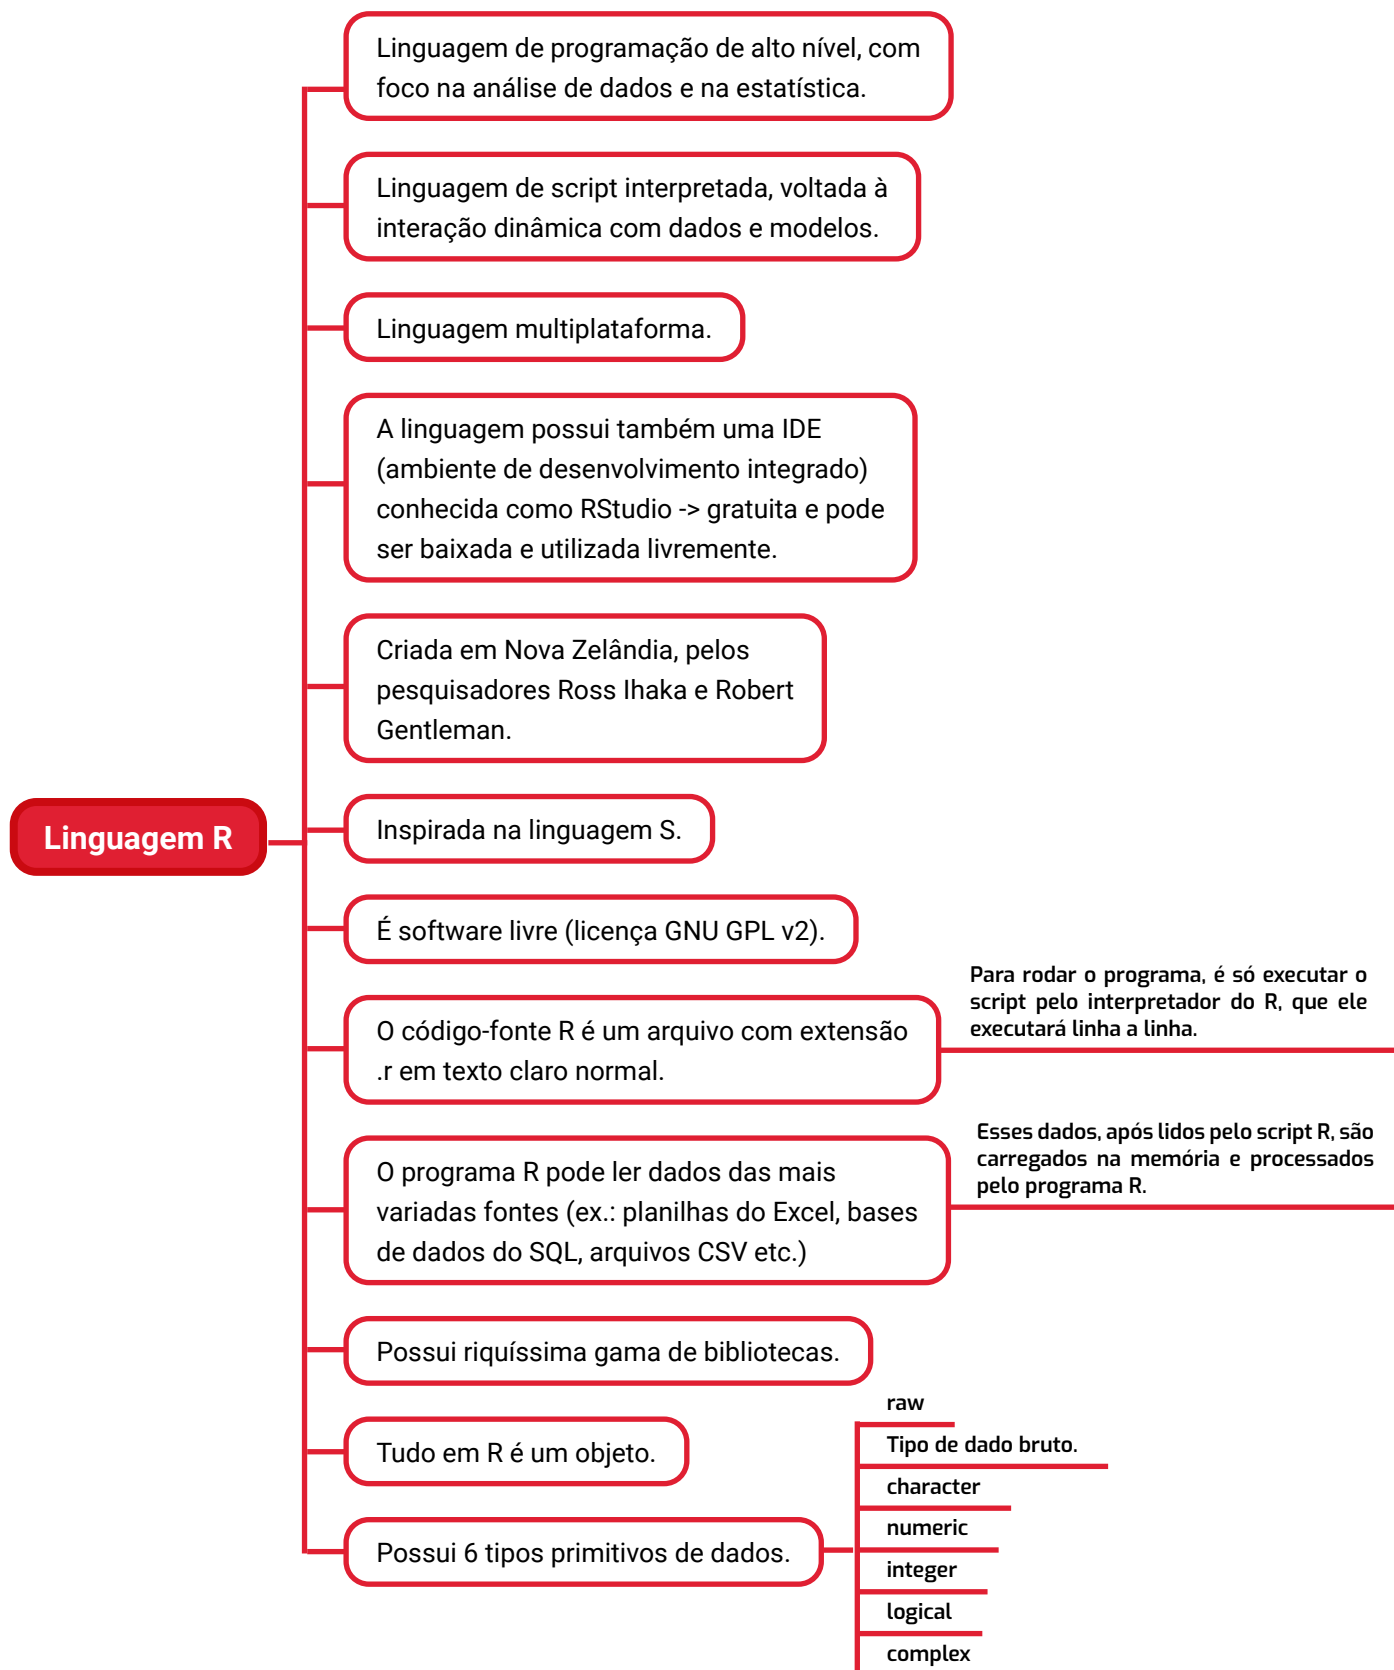 Linguagem de programação de alto nível, com
foco na análise de dados e na estatística.
Linguagem de script interpretada, voltada à
interação dinâmica com dados e modelos.
Linguagem multiplataforma.
A linguagem possui também uma IDE
(ambiente de desenvolvimento integrado)
conhecida como RStudio -> gratuita e pode
ser baixada e utilizada livremente.
Criada em Nova Zelândia, pelos
pesquisadores Ross Ihaka e Robert
Gentleman.
Linguagem R
Inspirada na linguagem S.
É software livre (licença GNU GPL v2).
O código-fonte R é um arquivo com extensão
.r em texto claro normal.
Para rodar o programa, é só executar o
script pelo interpretador do R, que ele
executará linha a linha.
O programa R pode ler dados das mais
variadas fontes (ex.: planilhas do Excel, bases
de dados do SQL, arquivos CSV etc.)
Esses dados, após lidos pelo script R, são
carregados na memória e processados
pelo programa R.
Possui riquíssima gama de bibliotecas.
Tudo em R é um objeto.
Possui 6 tipos primitivos de dados.
raw
Tipo de dado bruto.
character
numeric
integer
logical
complex